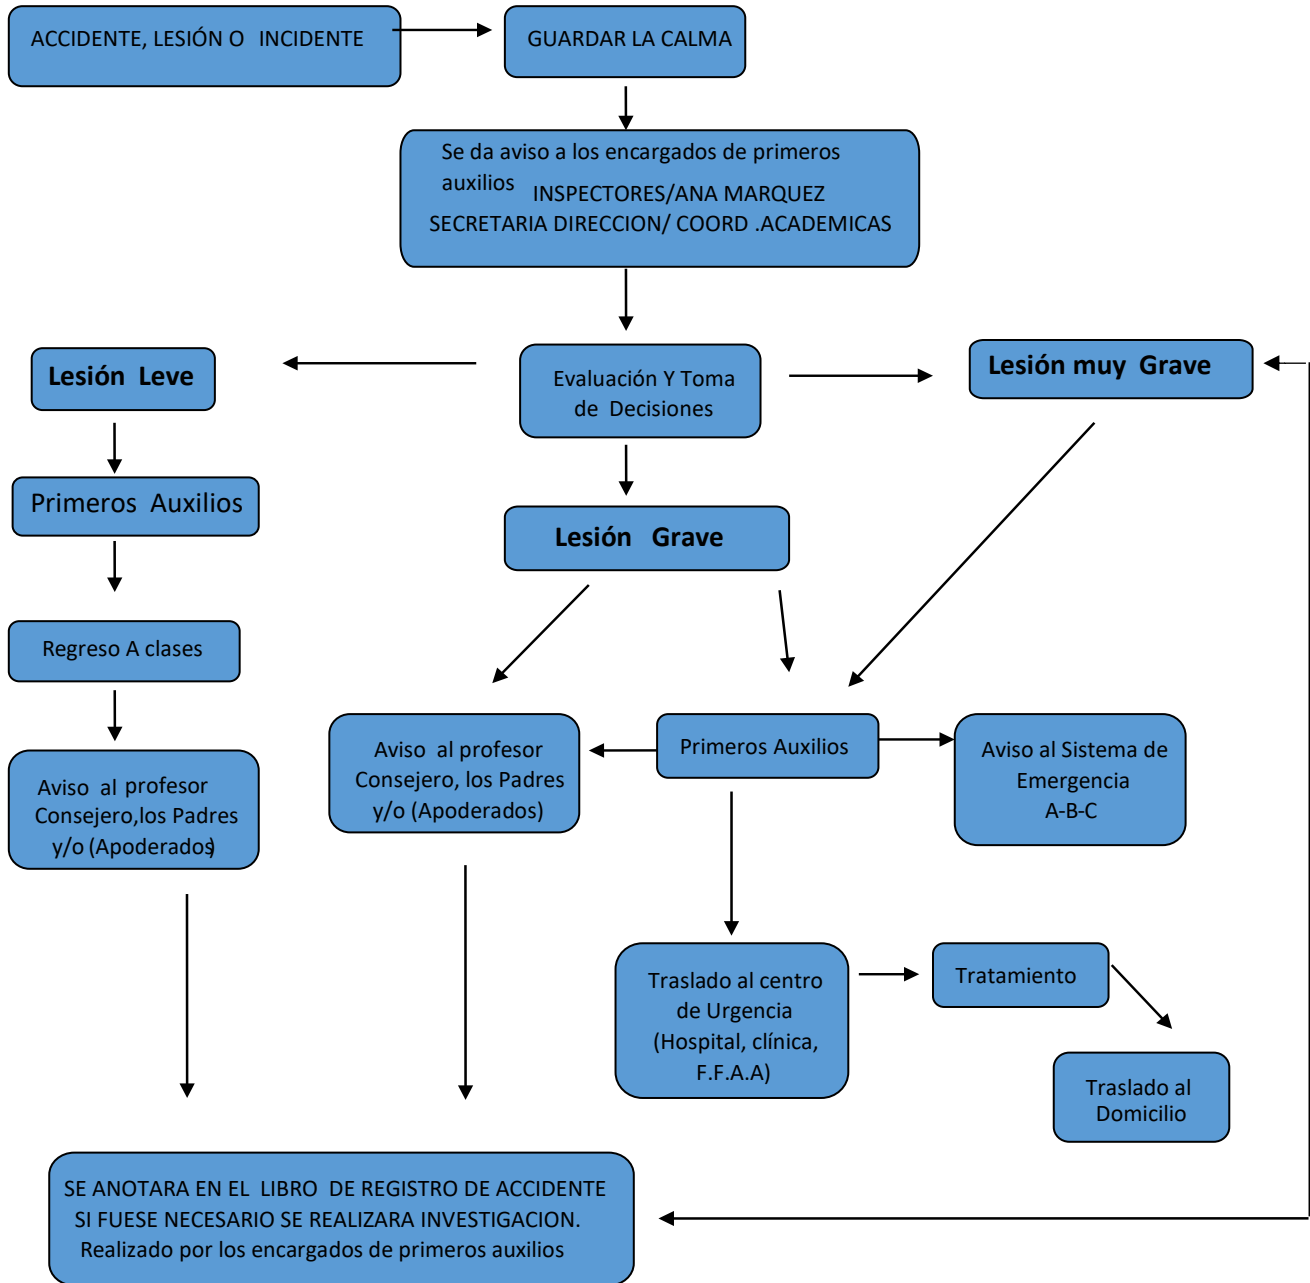 ACCIDENTE, LESIÓN O INCIDENTE
GUARDAR LA CALMA
Se da aviso a los encargados de primeros
auxilios INSPECTORES/ANA MARQUEZ
SECRETARIA DIRECCION/ COORD .ACADEMICAS
Lesión Leve
Evaluación Y Toma
de Decisiones
Lesión muy Grave
Primeros Auxilios
Lesión Grave
Regreso A clases
Aviso al profesor
Consejero,los Padres
y/o (Apoderados)
Aviso al profesor
Consejero, los Padres
y/o (Apoderados)
Primeros Auxilios
Aviso al Sistema de
Emergencia
A-B-C
Traslado al centro
de Urgencia
(Hospital, clínica,
F.F.A.A)
Tratamiento
Traslado al
Domicilio
SE ANOTARA EN EL LIBRO DE REGISTRO DE ACCIDENTE
SI FUESE NECESARIO SE REALIZARA INVESTIGACION.
Realizado por los encargados de primeros auxilios